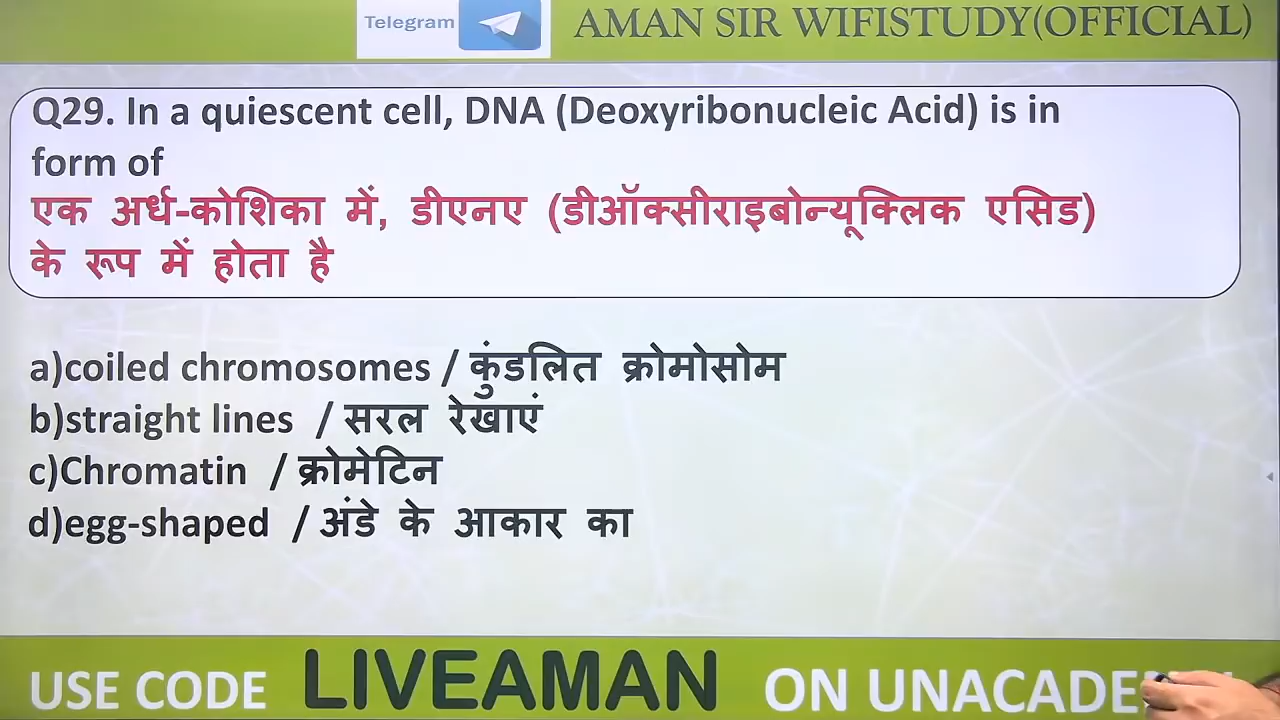 Telegram
AMAN SIR WIFISTUDY(OFFICIAL)
Q29. In a quiescent cell, DNA (Deoxyribonucleic Acid) is in
form of
एक अर्ध-कोशिका में, डीएनए (डीऑक्सीराइबोन्यूक्लिक एसिड)
के रूप में होता है
a)coiled chromosomes / कुंडलित क्रोमोसोम
b)straight lines / सरल रेखाएं
c)Chromatin / क्रोमेटिन
d)egg-shaped / अंडे के आकार का
USE CODE LIVEAMAN ON